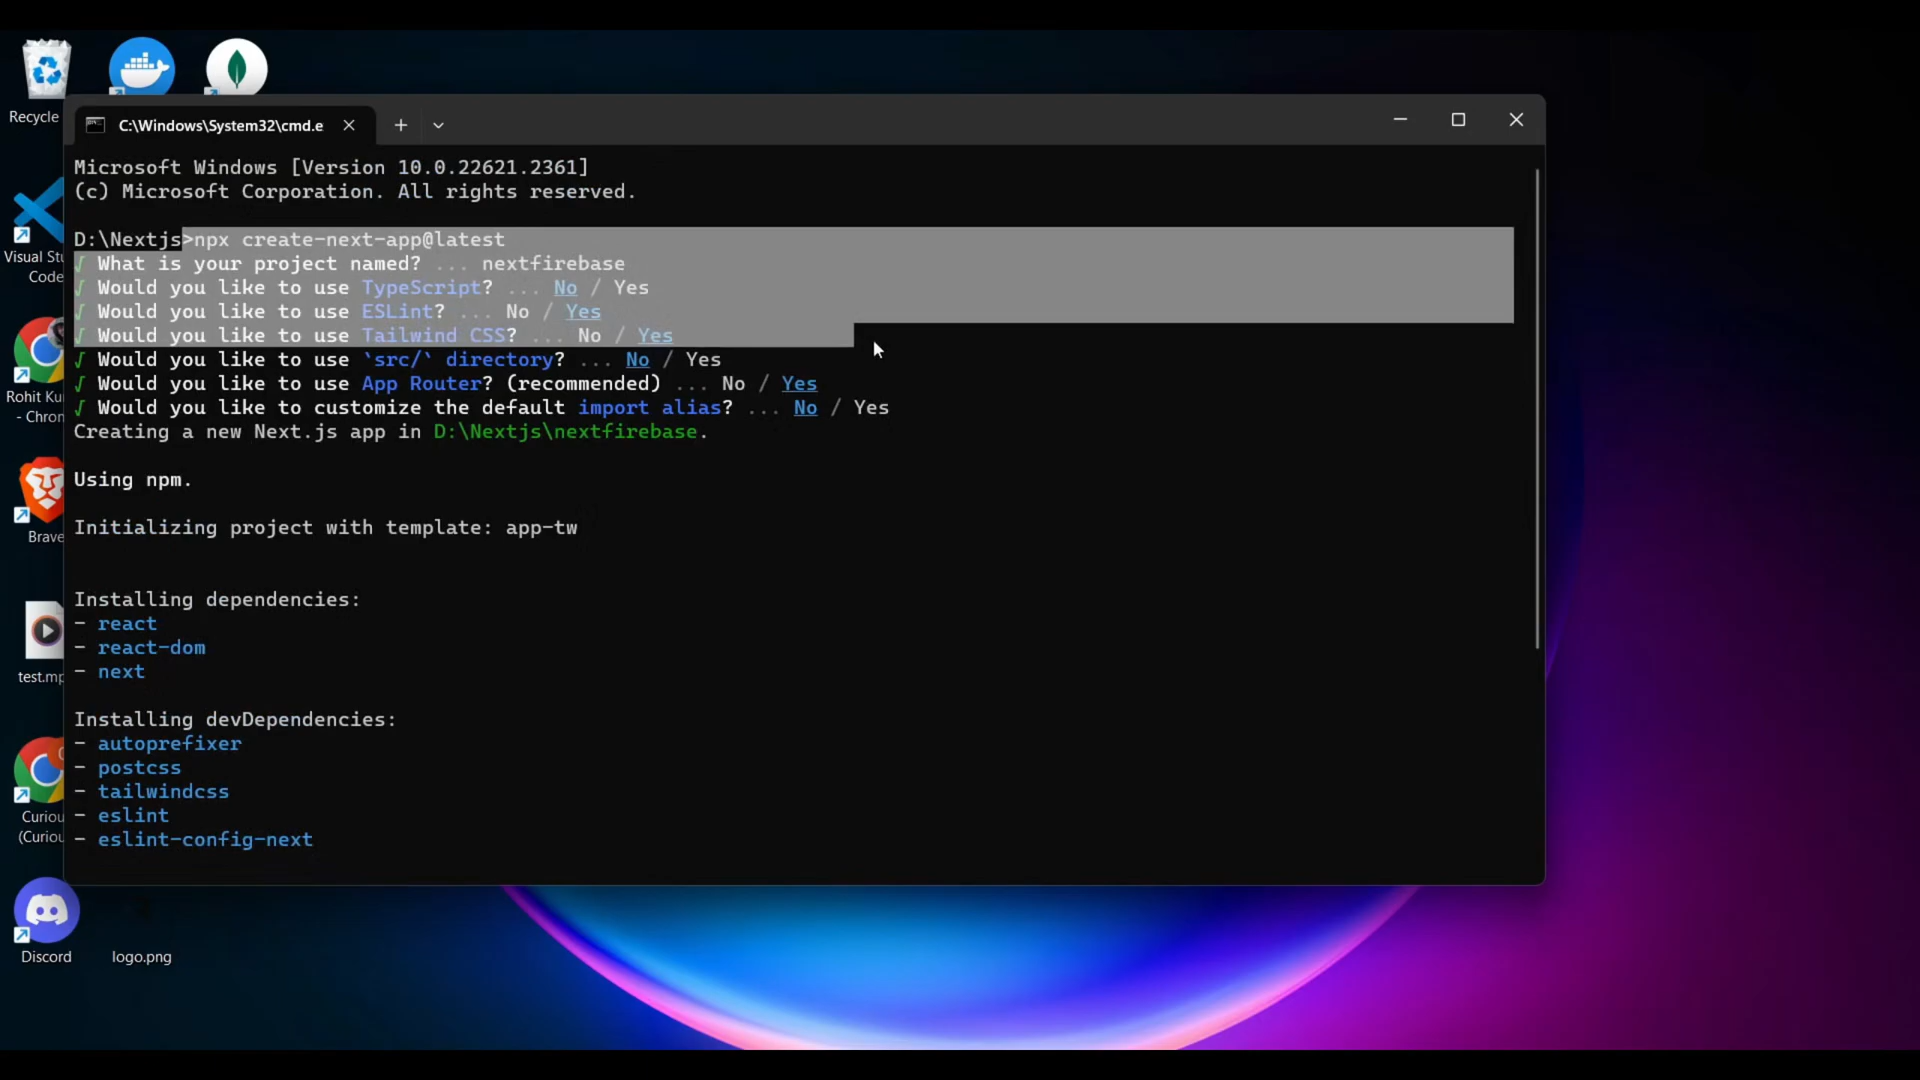 Recycle
C:\Windows\System32\cmd.e
Microsoft Windows [Version 10.0.22621.2361]
(c) Microsoft Corporation. All rights reserved.
D:\Nextjs>npx create-next-app@latest
√ What is your project named? ... nextfirebase
√ Would you like to use TypeScript? ... No / Yes
√ Would you like to use ESLint? ... No / Yes
√ Would you like to use Tailwind CSS? ... No / Yes
√ Would you like to use `src/` directory? ... No / Yes
√ Would you like to use App Router? (recommended) ... No / Yes
√ Would you like to customize the default import alias? ... No / Yes
Creating a new Next.js app in D:\Nextjs\nextfirebase.
Using npm.
Initializing project with template: app-tw
Installing dependencies:
- react
- react-dom
- next
Installing devDependencies:
- autoprefixer
- postcss
- tailwindcss
- eslint
- eslint-config-next
Visual Stu
Code
Rohit Ku
- Chron
Brave
test.mp
Curiou
(Curiou
Discord
logo.png